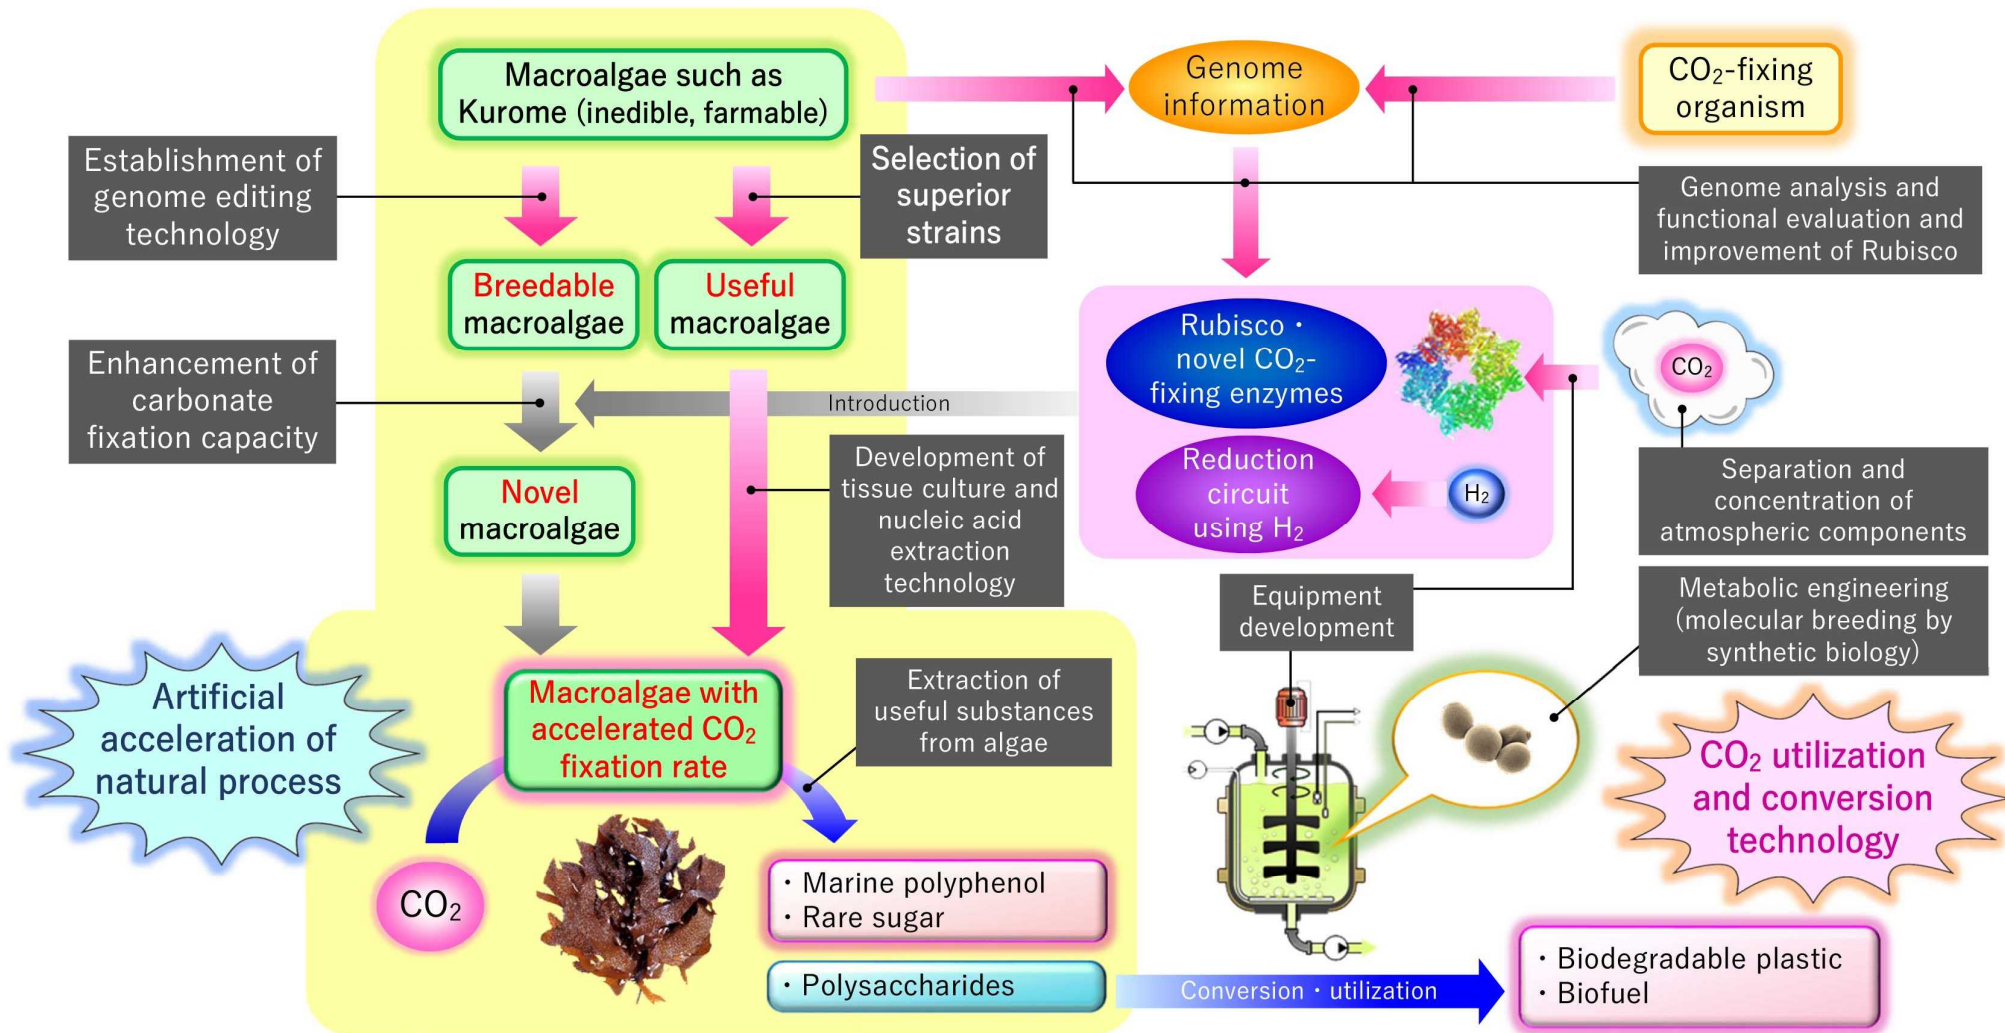 Macroalgae such as
Kurome (inedible, farmable)
Genome
information
CO₂-fixing
organism
Establishment of
genome editing
technology
Selection of
superior
strains
Genome analysis and
functional evaluation and
improvement of Rubisco
Breedable
macroalgae
Useful
macroalgae
Rubisco・
novel CO₂-
fixing enzymes
CO₂
Enhancement of
carbonate
fixation capacity
Introduction
Reduction
circuit
using H₂
H₂
Development of
tissue culture and
nucleic acid
extraction
technology
Separation and
concentration of
atmospheric components
Novel
macroalgae
Equipment
development
Metabolic engineering
(molecular breeding by
synthetic biology)
Artificial
acceleration of
natural process
Macroalgae with
accelerated CO₂
fixation rate
Extraction of
useful substances
from algae
CO₂ utilization
and conversion
technology
CO₂
・Marine polyphenol
・Rare sugar
・Polysaccharides
Conversion・utilization
・Biodegradable plastic
・Biofuel